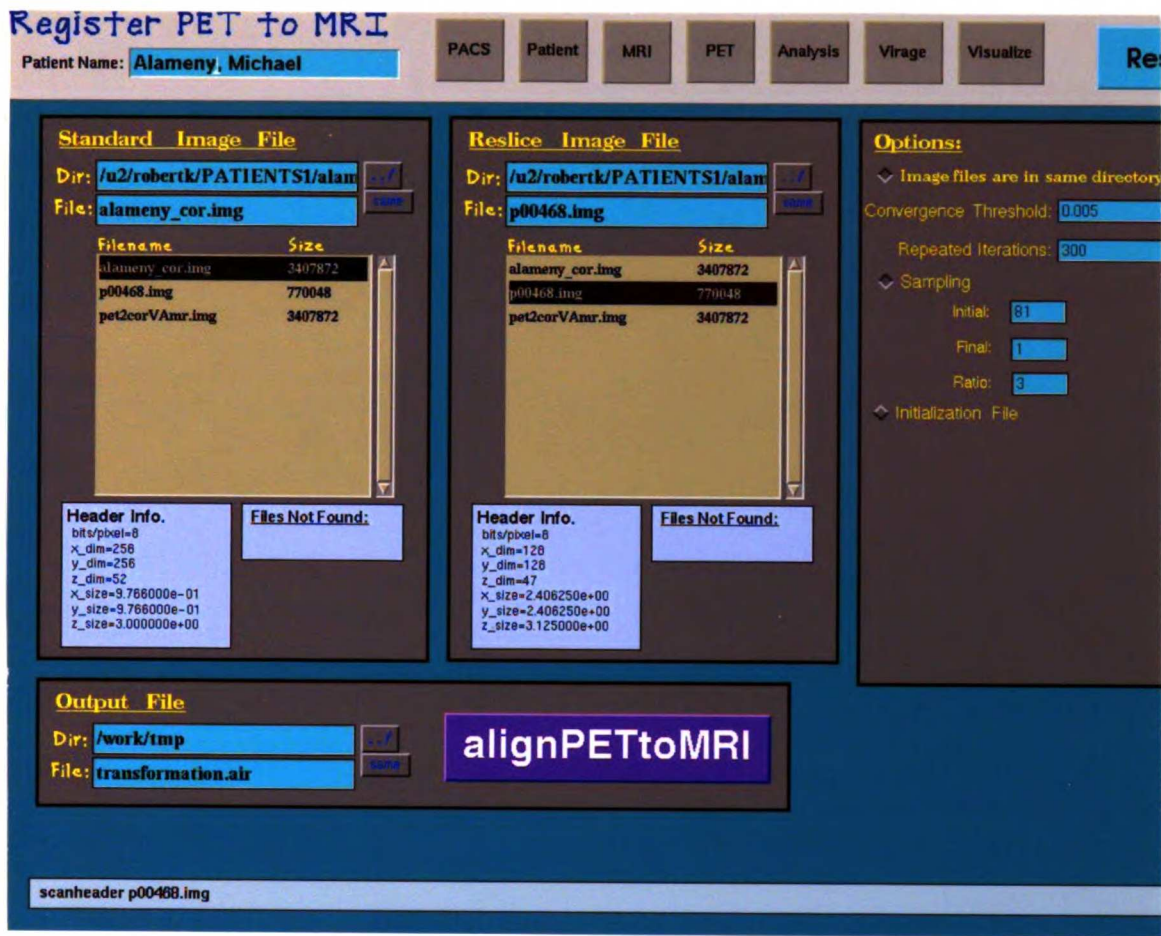 Register PET to MRI
Patient Name: Alameny, Michael
PACS Patient MRI PET Analysis Virage Visualize Res
Standard Image File
Dir: /u2/robertk/PATIENTS1/alam ../
File: alameny_cor.img same
Filename Size
alameny_cor.img 3407872
p00468.img 770048
pet2corVAmr.img 3407872
Header Info.
bits/pixel=8
x_dim=256
y_dim=256
z_dim=52
x_size=9.766000e-01
y_size=9.766000e-01
z_size=3.000000e+00
Files Not Found:
Reslice Image File
Dir: /u2/robertk/PATIENTS1/alam ../
File: p00468.img same
Filename Size
alameny_cor.img 3407872
p00468.img 770048
pet2corVAmr.img 3407872
Header Info.
bits/pixel=8
x_dim=128
y_dim=128
z_dim=47
x_size=2.406250e+00
y_size=2.406250e+00
z_size=3.125000e+00
Files Not Found:
Options:
Image files are in same directory
Convergence Threshold: 0.005
Repeated Iterations: 300
Sampling
Initial: 81
Final: 1
Ratio: 3
Initialization File
Output File
Dir: /work/tmp ../
File: transformation.air same
alignPETtoMRI
scanheader p00468.img